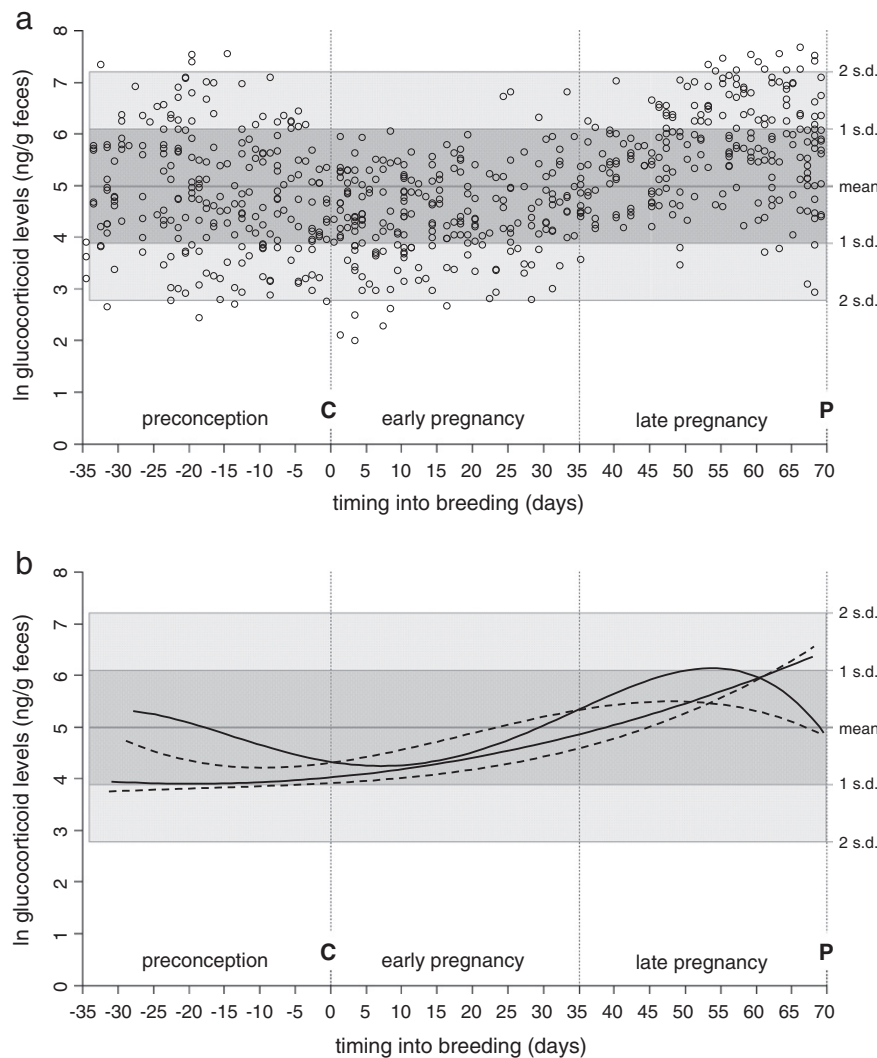 a
ln glucocorticoid levels (ng/g feces)
8
7
6
5
4
3
2
1
0
2 s.d.
1 s.d.
mean
1 s.d.
2 s.d.
preconception C early pregnancy late pregnancy P
-35 -30 -25 -20 -15 -10 -5 0 5 10 15 20 25 30 35 40 45 50 55 60 65 70
timing into breeding (days)
b
ln glucocorticoid levels (ng/g feces)
8
7
6
5
4
3
2
1
0
2 s.d.
1 s.d.
mean
1 s.d.
2 s.d.
preconception C early pregnancy late pregnancy P
-35 -30 -25 -20 -15 -10 -5 0 5 10 15 20 25 30 35 40 45 50 55 60 65 70
timing into breeding (days)